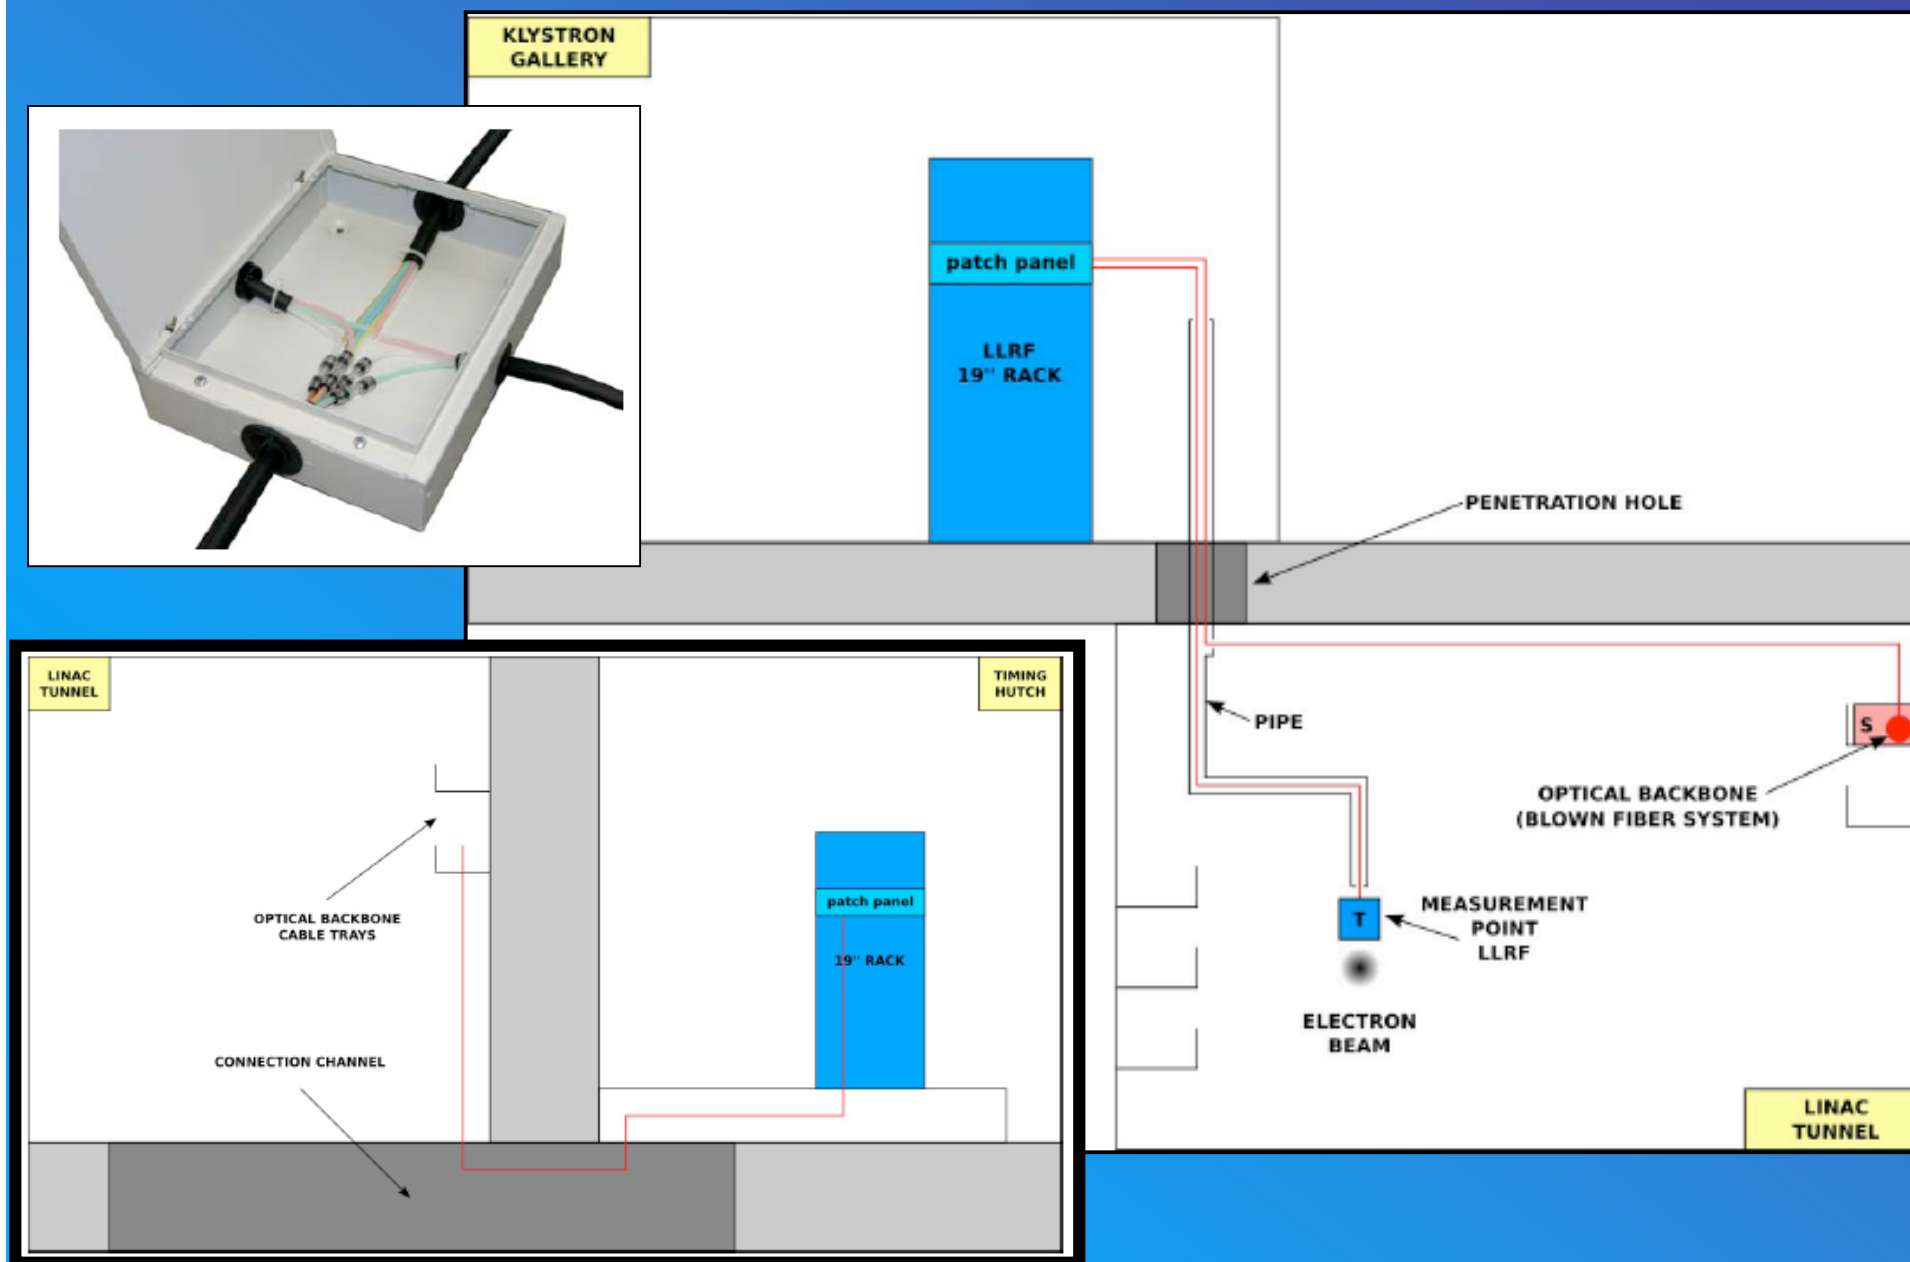 KLYSTRON
GALLERY
patch panel
LLRF
19" RACK
PENETRATION HOLE
PIPE
S
OPTICAL BACKBONE
(BLOWN FIBER SYSTEM)
T
MEASUREMENT
POINT
LLRF
ELECTRON
BEAM
LINAC
TUNNEL
LINAC
TUNNEL
TIMING
HUTCH
OPTICAL BACKBONE
CABLE TRAYS
patch panel
19" RACK
CONNECTION CHANNEL